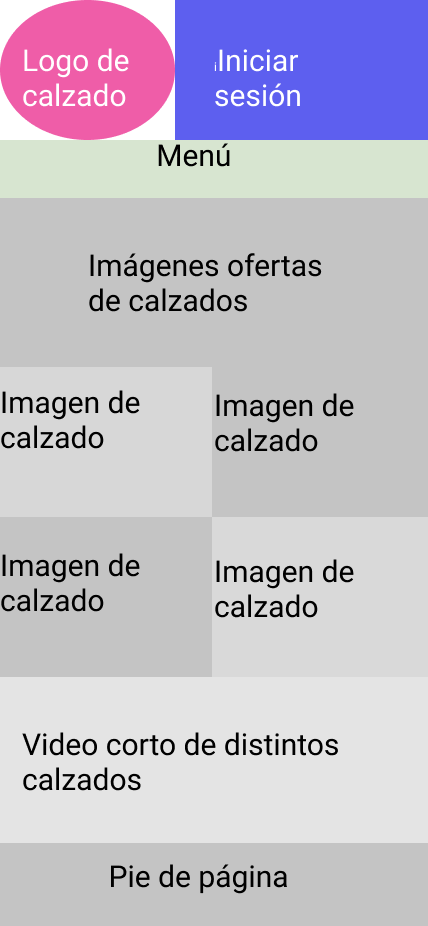 Logo de
calzado
Iniciar
sesión
Menú
Imágenes ofertas
de calzados
Imagen de
calzado
Imagen de
calzado
Imagen de
calzado
Imagen de
calzado
Video corto de distintos
calzados
Pie de página